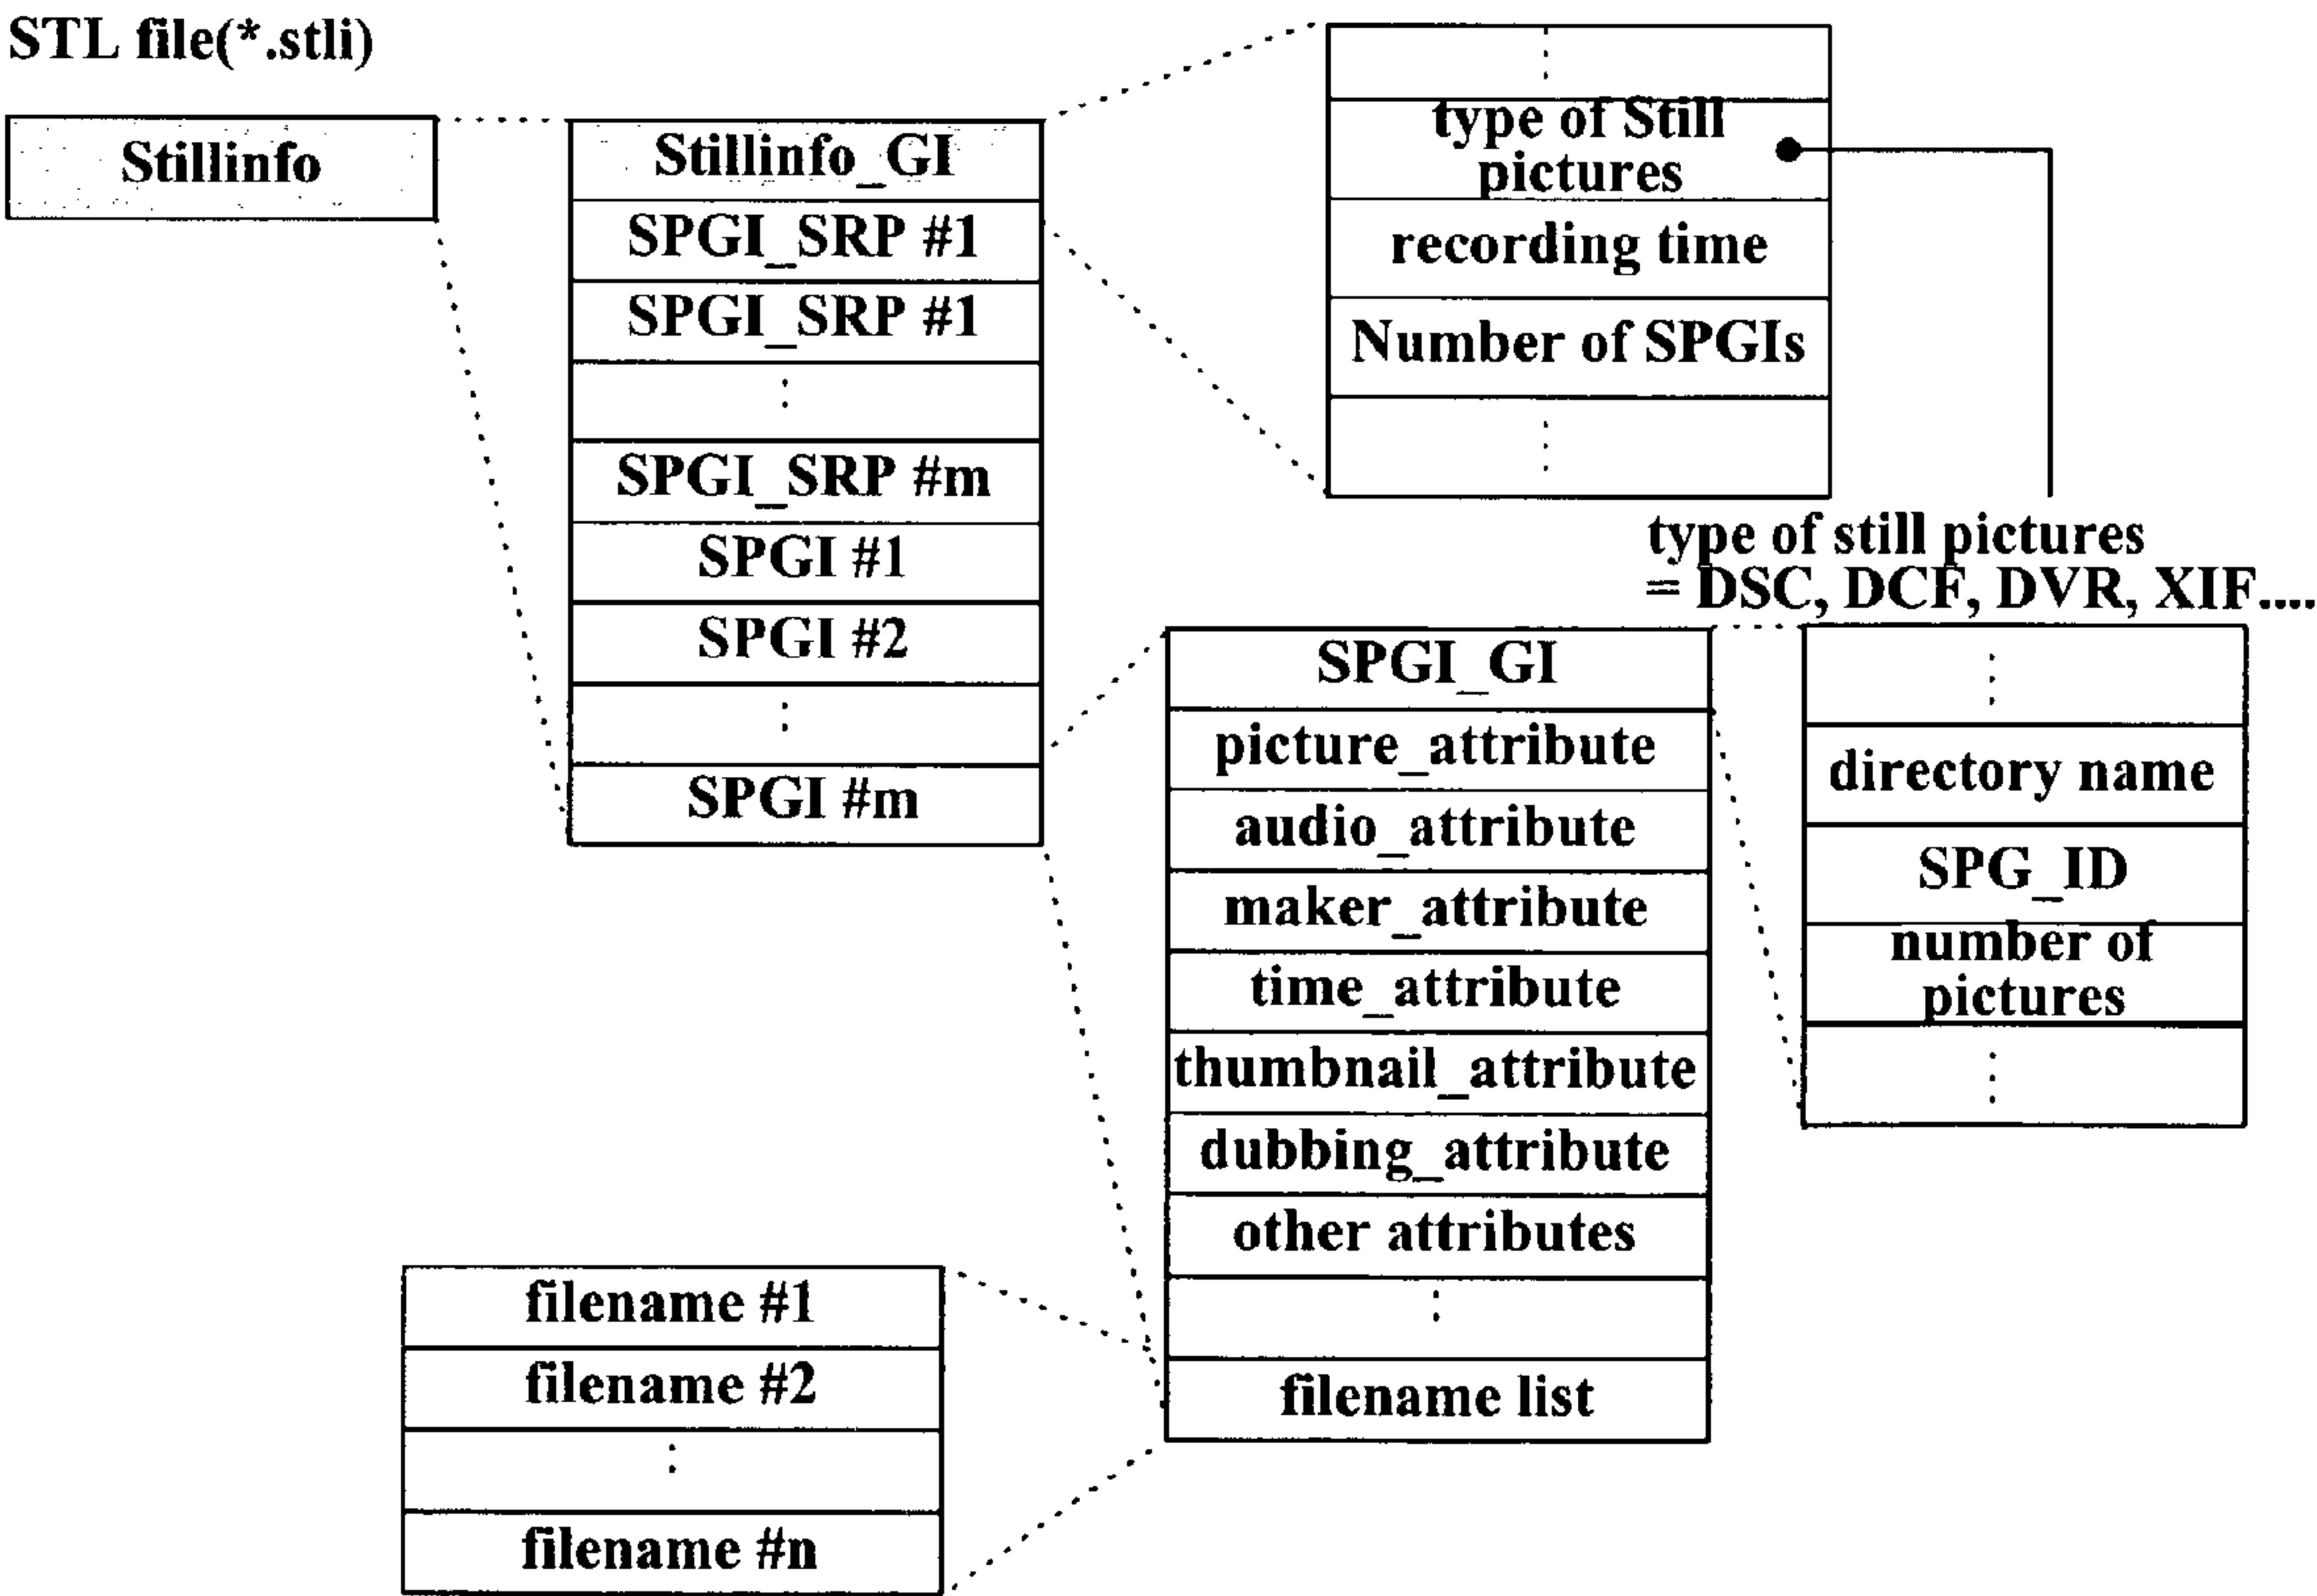 STL file(*.stli)
Stillinfo
Stillinfo_GI
SPGI_SRP #1
SPGI_SRP #1
SPGI_SRP #m
SPGI #1
SPGI #2
SPGI #m
type of Still
pictures
recording time
Number of SPGIs
type of still pictures
= DSC, DCF, DVR, XIF....
SPGI_GI
picture_attribute
audio_attribute
maker_attribute
time_attribute
thumbnail_attribute
dubbing_attribute
other attributes
filename list
directory name
SPG_ID
number of
pictures
filename #1
filename #2
filename #n